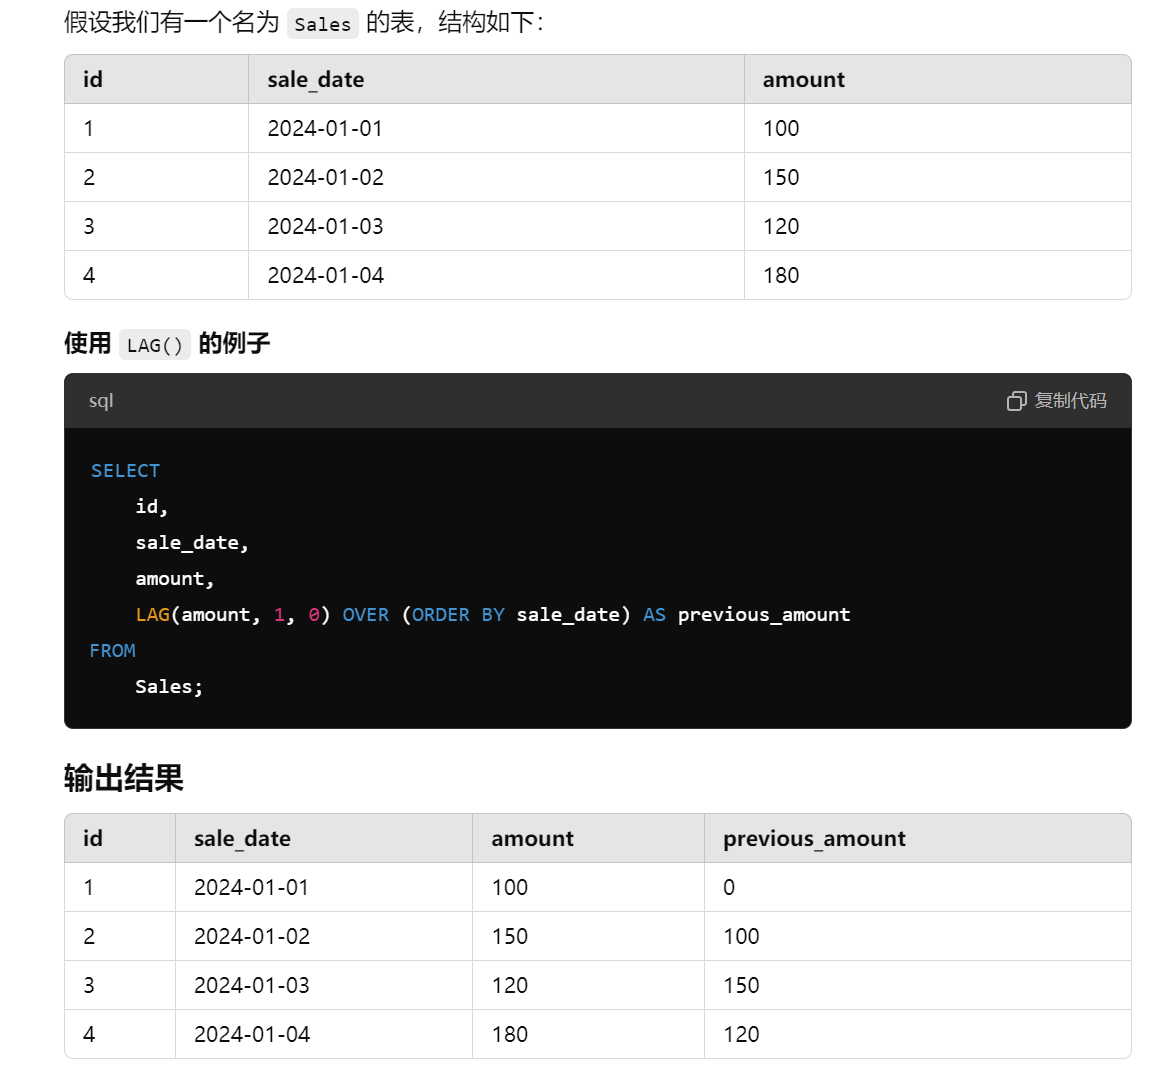 假设我们有一个名为 Sales 的表，结构如下：
id sale_date amount
1 2024-01-01 100
2 2024-01-02 150
3 2024-01-03 120
4 2024-01-04 180
使用 LAG() 的例子
sql 复制代码
SELECT
    id,
    sale_date,
    amount,
    LAG(amount, 1, 0) OVER (ORDER BY sale_date) AS previous_amount
FROM
    Sales;
输出结果
id sale_date amount previous_amount
1 2024-01-01 100 0
2 2024-01-02 150 100
3 2024-01-03 120 150
4 2024-01-04 180 120